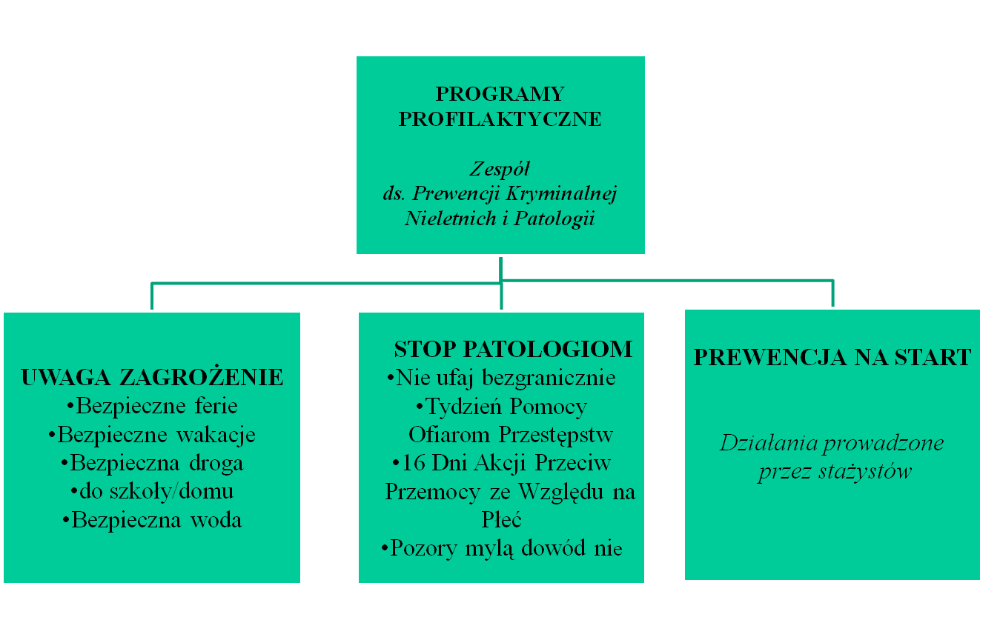 PROGRAMY
PROFILAKTYCZNE
Zespół
ds. Prewencji Kryminalnej
Nieletnich i Patologii
UWAGA ZAGROŻENIE
•Bezpieczne ferie
•Bezpieczne wakacje
•Bezpieczna droga
•do szkoły/domu
•Bezpieczna woda
STOP PATOLOGIOM
•Nie ufaj bezgranicznie
•Tydzień Pomocy
Ofiarom Przestępstw
•16 Dni Akcji Przeciw
Przemocy ze Względu na
Płeć
•Pozory mylą dowód nie
PREWENCJA NA START
Działania prowadzone
przez stażystów